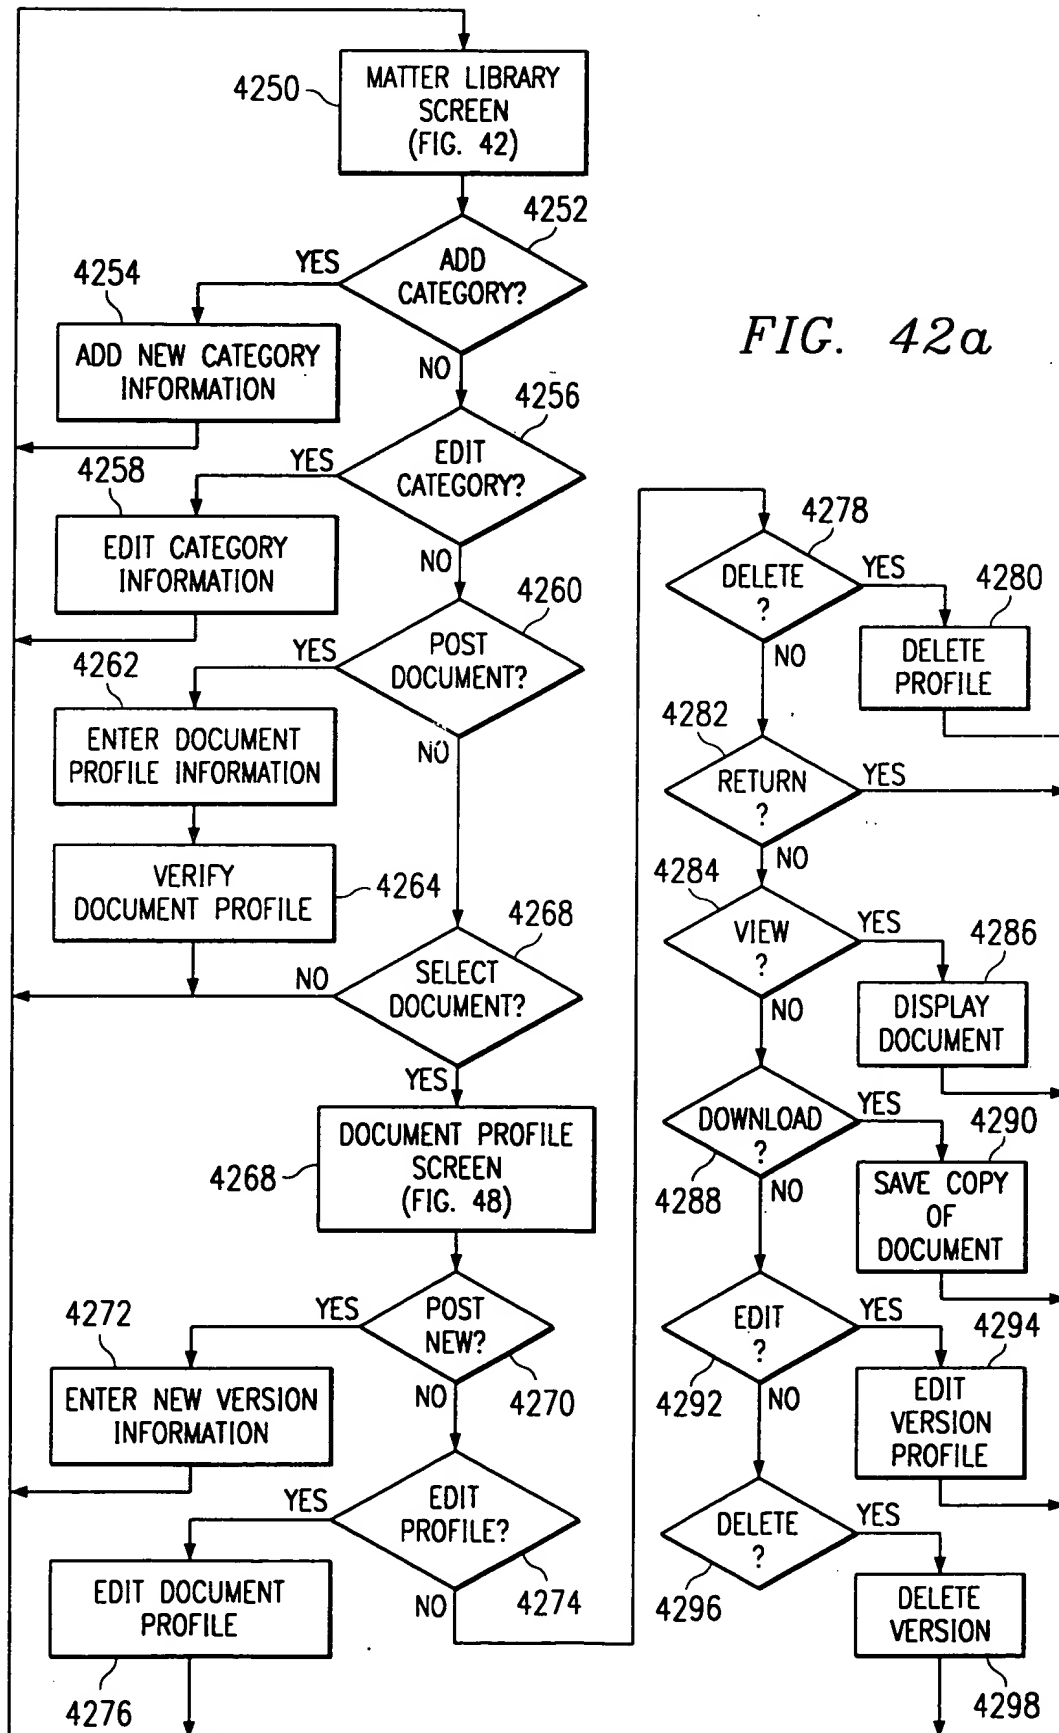 4250
MATTER LIBRARY
SCREEN
(FIG. 42)
4252
ADD
CATEGORY?
YES
NO
4254
ADD NEW CATEGORY
INFORMATION
FIG. 42a
4256
EDIT
CATEGORY?
YES
NO
4258
EDIT CATEGORY
INFORMATION
4260
POST
DOCUMENT?
YES
NO
4262
ENTER DOCUMENT
PROFILE INFORMATION
VERIFY
DOCUMENT PROFILE
4264
4268
SELECT
DOCUMENT?
NO
YES
4268
DOCUMENT PROFILE
SCREEN
(FIG. 48)
POST
NEW?
YES
NO
4270
4272
ENTER NEW VERSION
INFORMATION
EDIT
PROFILE?
YES
NO
4274
EDIT DOCUMENT
PROFILE
4276
4278
DELETE
?
YES
NO
4280
DELETE
PROFILE
4282
RETURN
?
YES
NO
4284
VIEW
?
YES
NO
4286
DISPLAY
DOCUMENT
DOWNLOAD
?
YES
NO
4288
4290
SAVE COPY
OF
DOCUMENT
EDIT
?
YES
NO
4292
4294
EDIT
VERSION
PROFILE
DELETE
?
YES
4296
DELETE
VERSION
4298